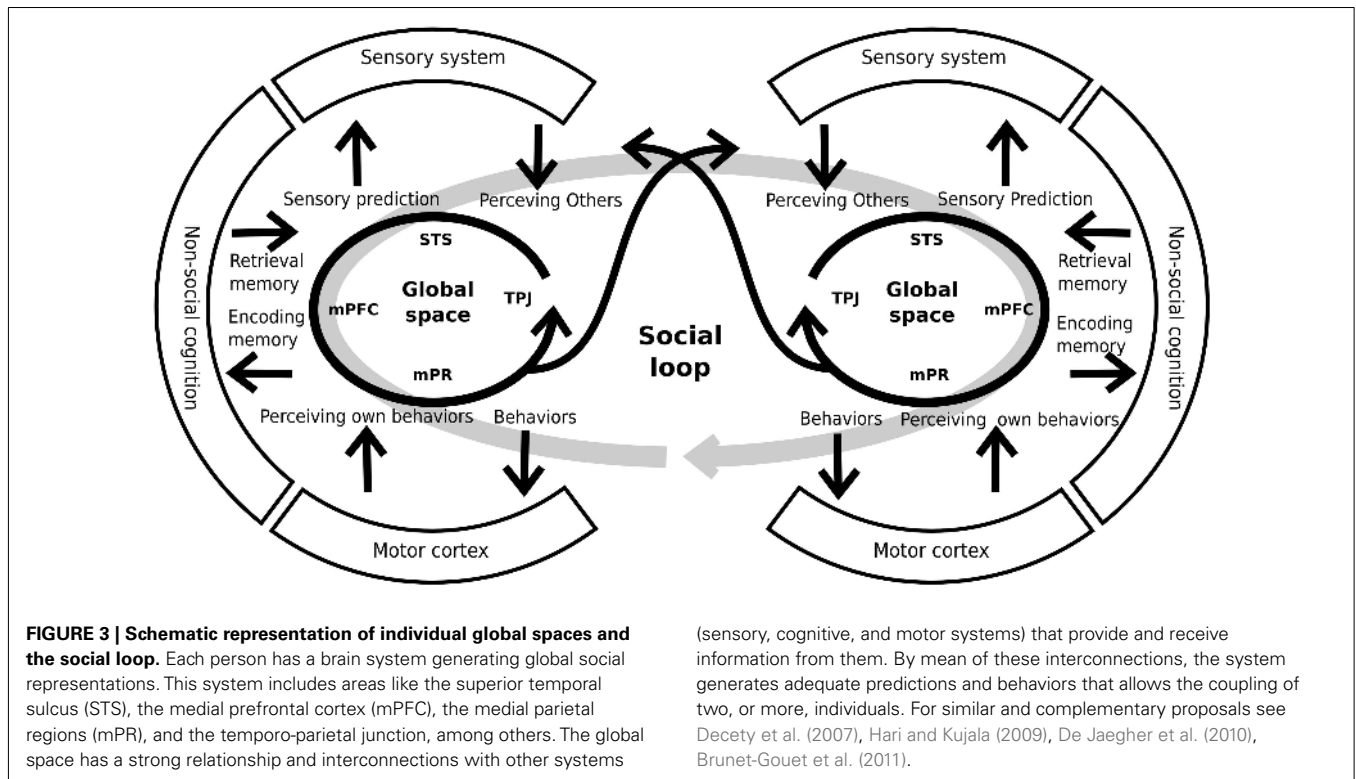 Sensory system
Sensory system
Sensory prediction
Perceving Others
Perceving Others
Sensory Prediction
Non-social cognition
Retrieval
memory
Encoding
memory
STS
mPFC
Global
space
TPJ
mPR
Social
loop
STS
TPJ
Global
space
mPFC
mPR
Retrieval
memory
Encoding
memory
Non-social cognition
Perceiving own behaviors
Behaviors
Behaviors
Perceiving own behaviors
Motor cortex
Motor cortex
FIGURE 3 | Schematic representation of individual global spaces and
the social loop. Each person has a brain system generating global social
representations. This system includes areas like the superior temporal
sulcus (STS), the medial prefrontal cortex (mPFC), the medial parietal
regions (mPR), and the temporo-parietal junction, among others. The global
space has a strong relationship and interconnections with other systems
(sensory, cognitive, and motor systems) that provide and receive
information from them. By mean of these interconnections, the system
generates adequate predictions and behaviors that allows the coupling of
two, or more, individuals. For similar and complementary proposals see
Decety et al. (2007), Hari and Kujala (2009), De Jaegher et al. (2010),
Brunet-Gouet et al. (2011).